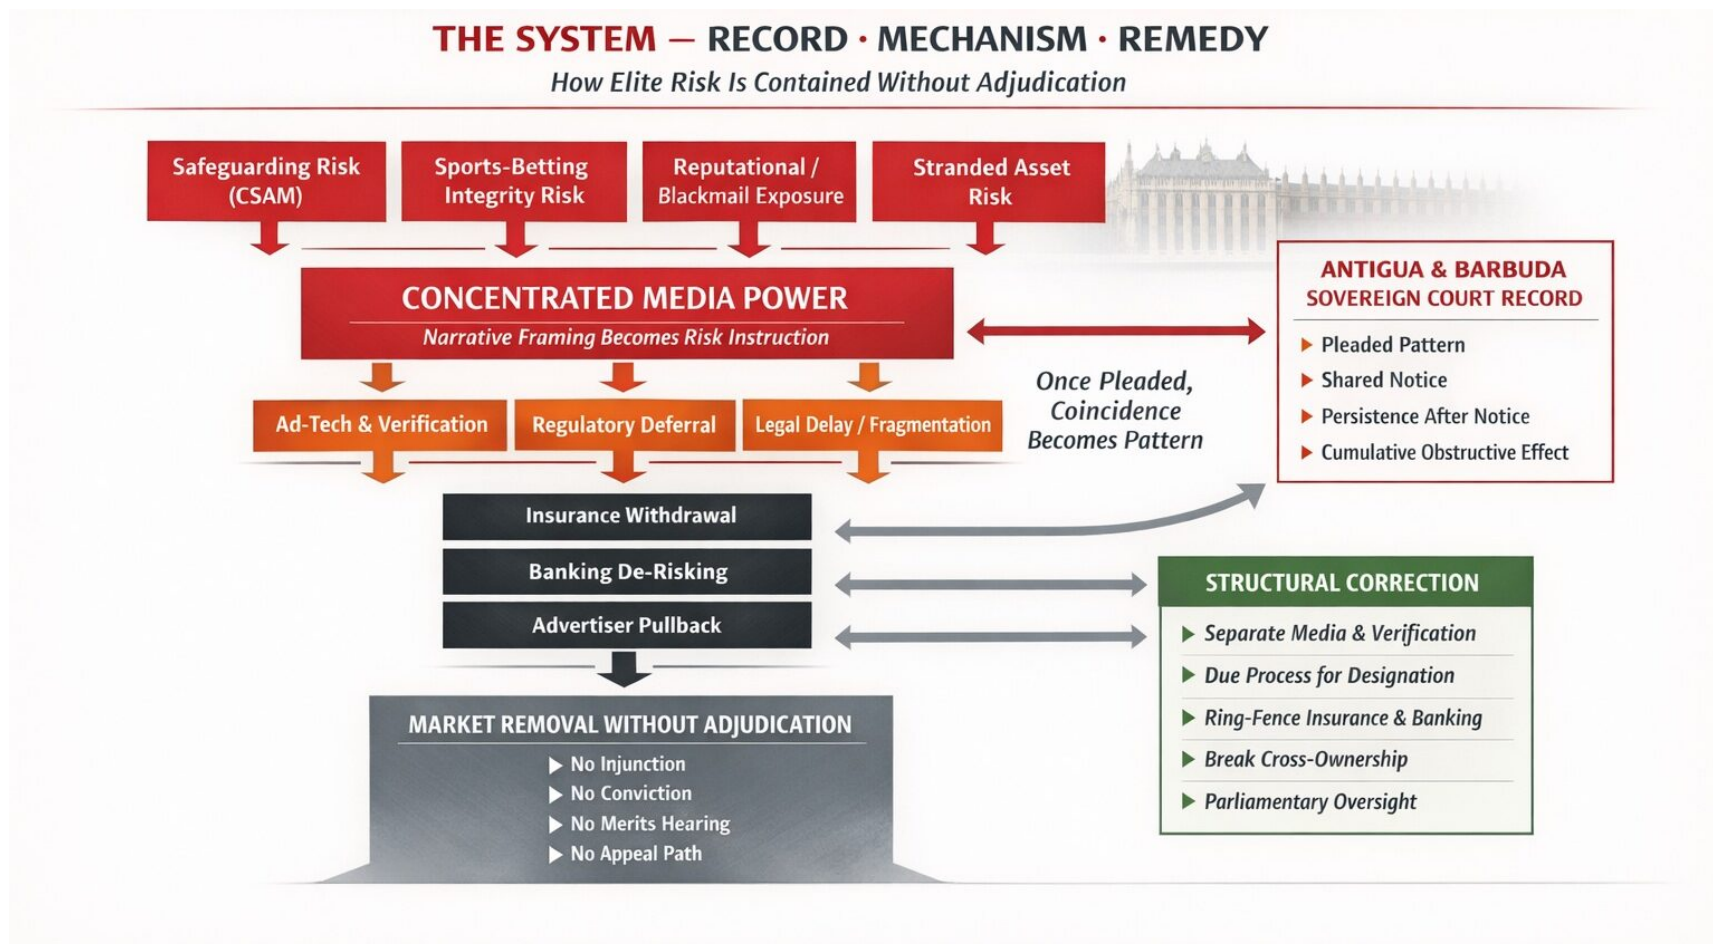 THE SYSTEM — RECORD · MECHANISM · REMEDY
How Elite Risk Is Contained Without Adjudication
Safeguarding Risk
(CSAM)
Sports-Betting
Integrity Risk
Reputational /
Blackmail Exposure
Stranded Asset
Risk
CONCENTRATED MEDIA POWER
Narrative Framing Becomes Risk Instruction
ANTIGUA & BARBUDA
SOVEREIGN COURT RECORD
Pleaded Pattern
Shared Notice
Persistence After Notice
Cumulative Obstructive Effect
Once Pleaded,
Coincidence
Becomes Pattern
Ad-Tech & Verification
Regulatory Deferral
Legal Delay / Fragmentation
Insurance Withdrawal
Banking De-Risking
Advertiser Pullback
STRUCTURAL CORRECTION
Separate Media & Verification
Due Process for Designation
Ring-Fence Insurance & Banking
Break Cross-Ownership
Parliamentary Oversight
MARKET REMOVAL WITHOUT ADJUDICATION
No Injunction
No Conviction
No Merits Hearing
No Appeal Path